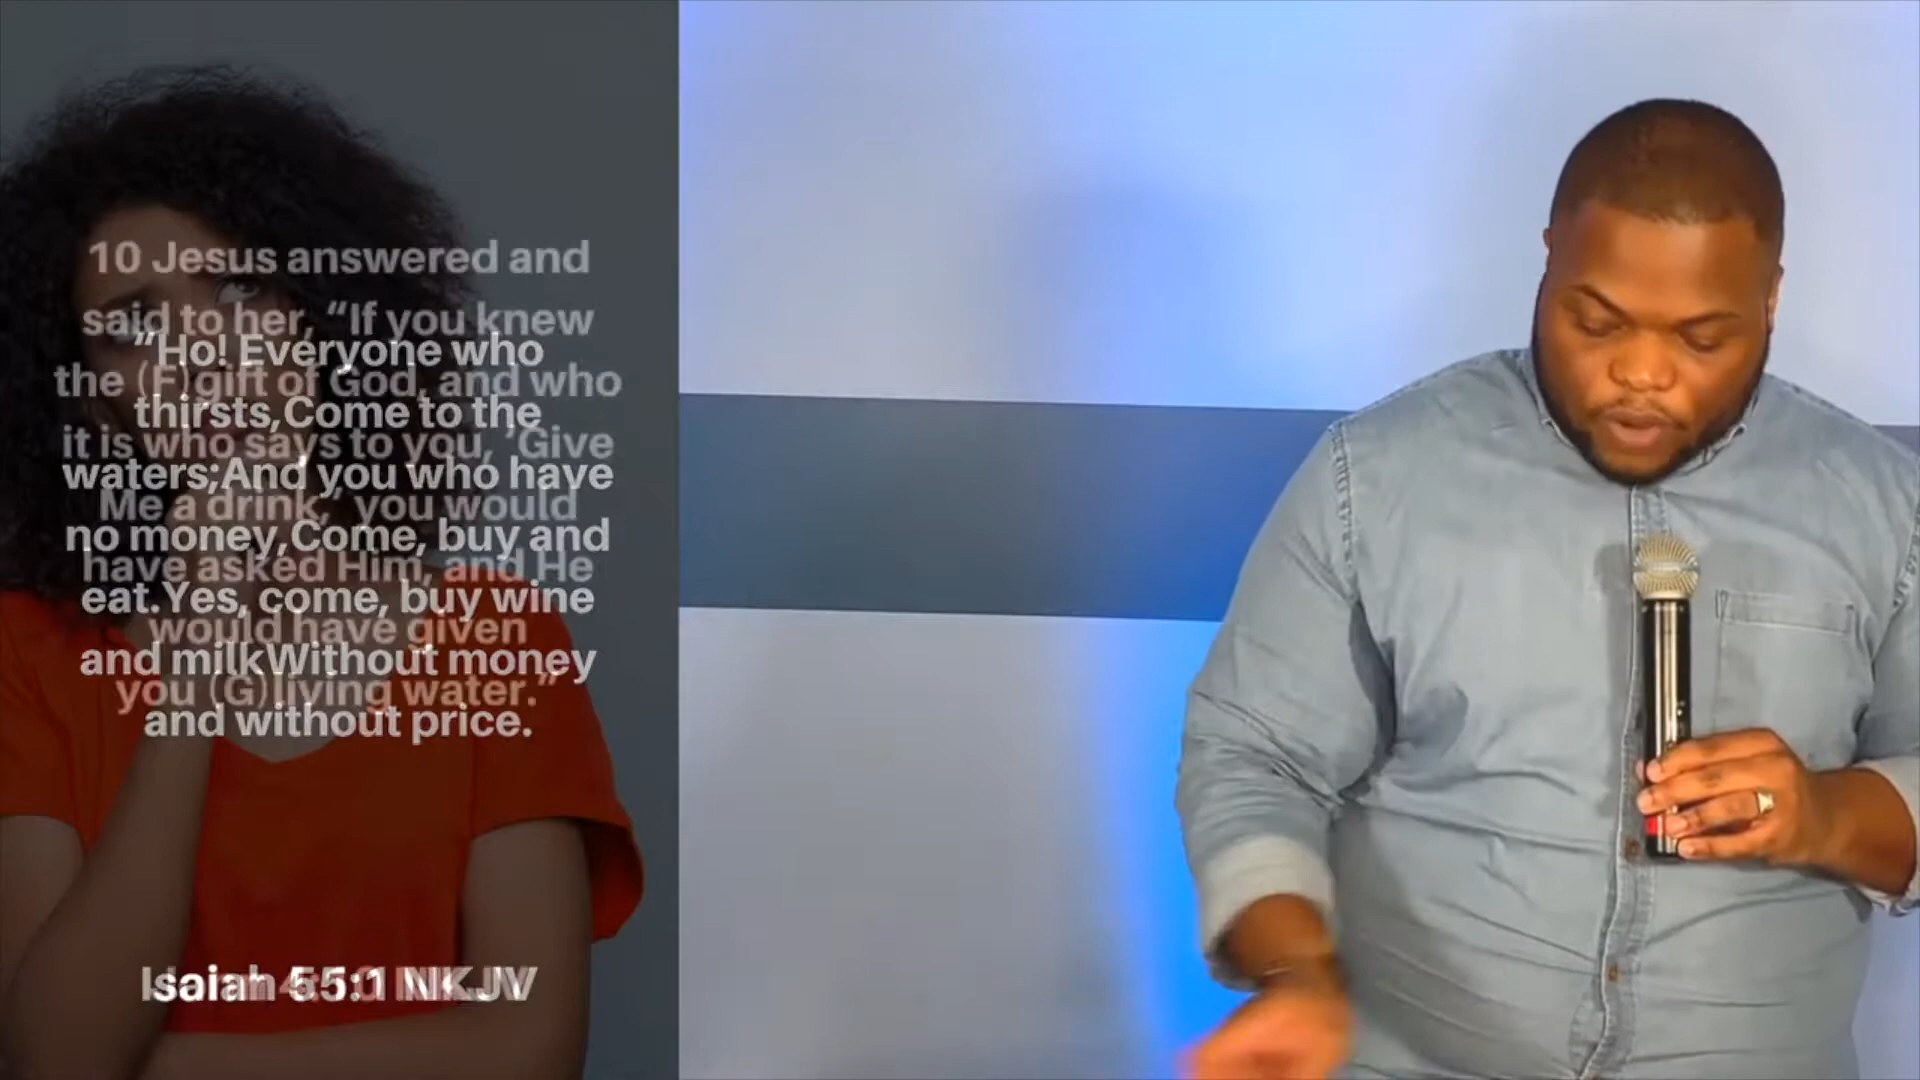 10 Jesus answered and
said to her, “If you knew
the (F)gift of God, and who
it is who says to you, ‘Give
Me a drink,’ you would
have asked Him, and He
would have given
you (G)living water.”
“Ho! Everyone who
thirsts,Come to the
waters;And you who have
no money,Come, buy and
eat.Yes, come, buy wine
and milkWithout money
and without price.
Isaiah 55:1 NKJV